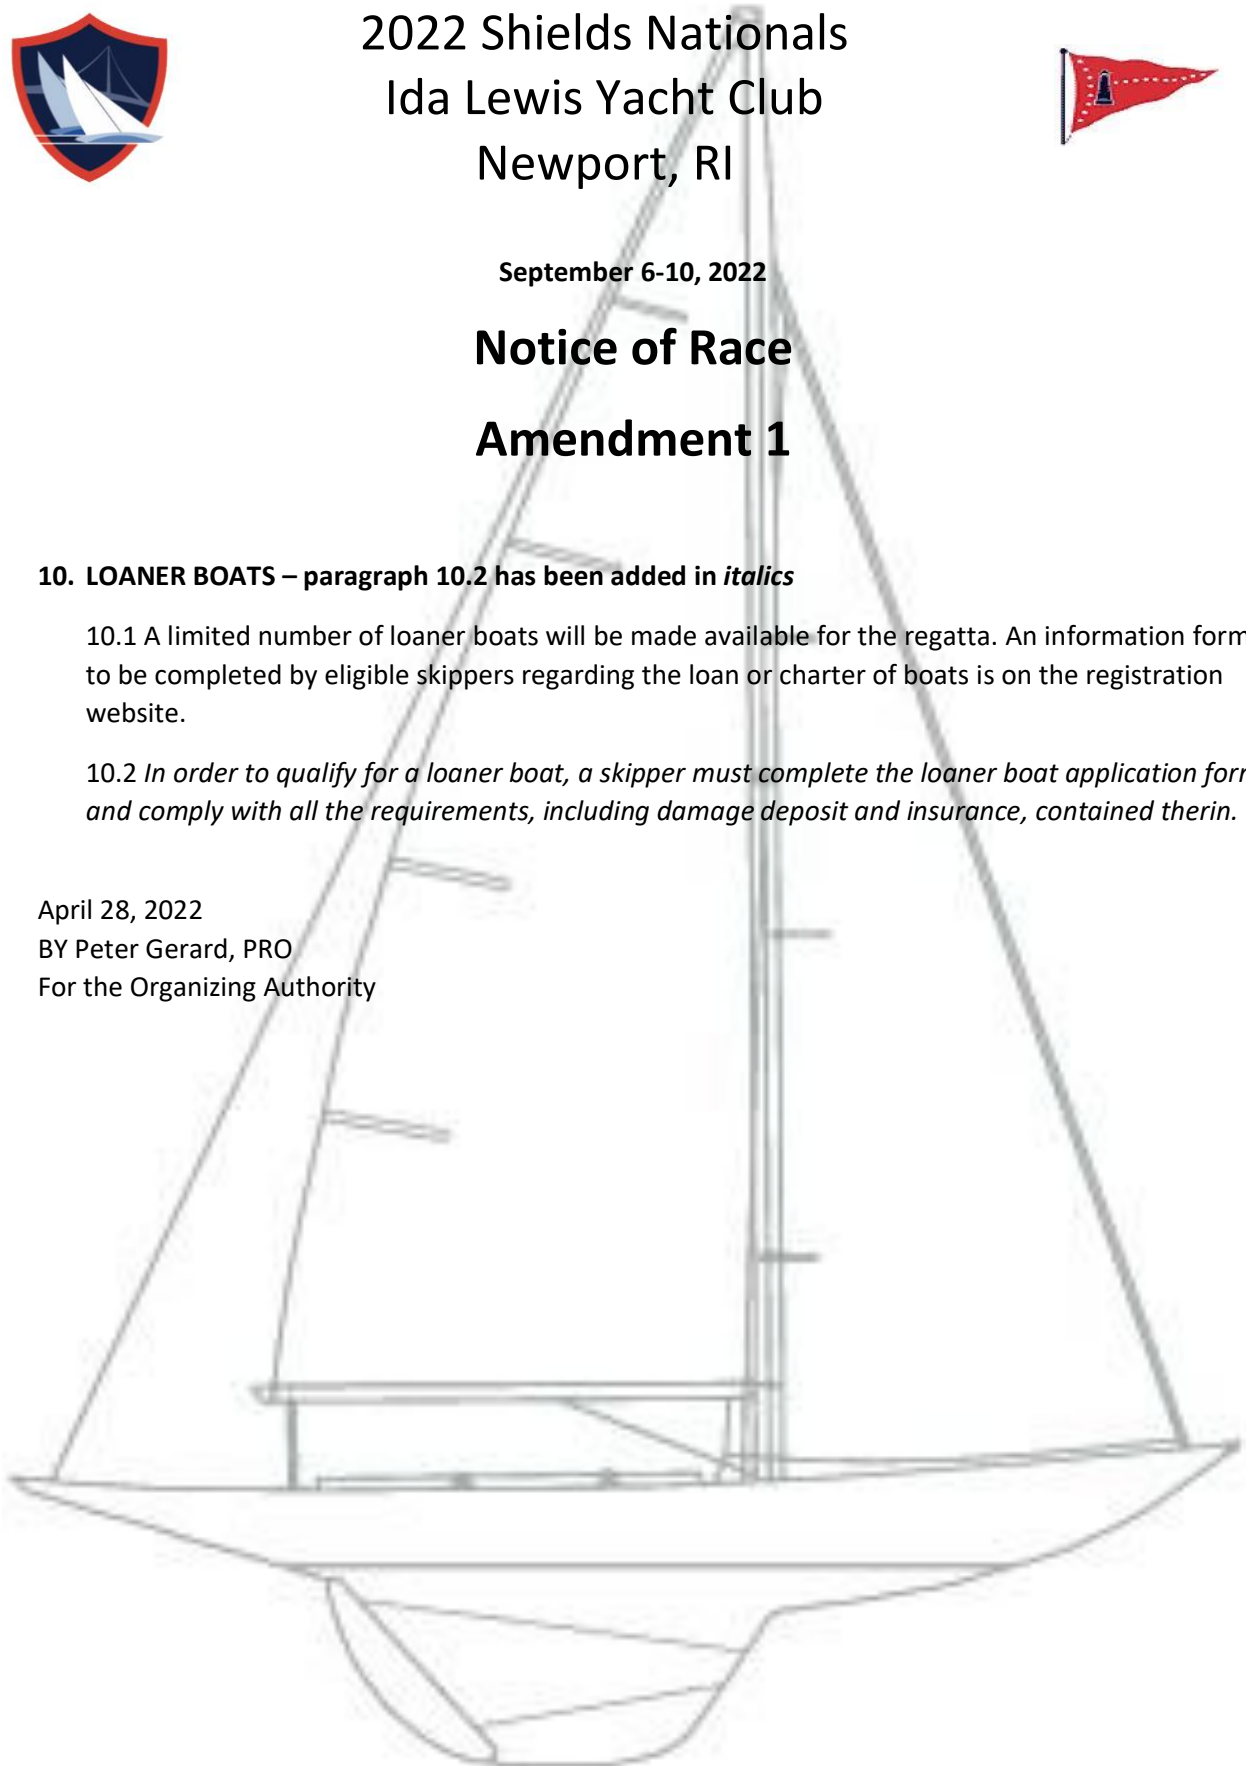 2022 Shields Nationals
Ida Lewis Yacht Club
Newport, RI
September 6-10, 2022
Notice of Race
Amendment 1
10. LOANER BOATS – paragraph 10.2 has been added in italics
10.1 A limited number of loaner boats will be made available for the regatta. An information form
to be completed by eligible skippers regarding the loan or charter of boats is on the registration
website.
10.2 In order to qualify for a loaner boat, a skipper must complete the loaner boat application form
and comply with all the requirements, including damage deposit and insurance, contained therin.
April 28, 2022
BY Peter Gerard, PRO
For the Organizing Authority